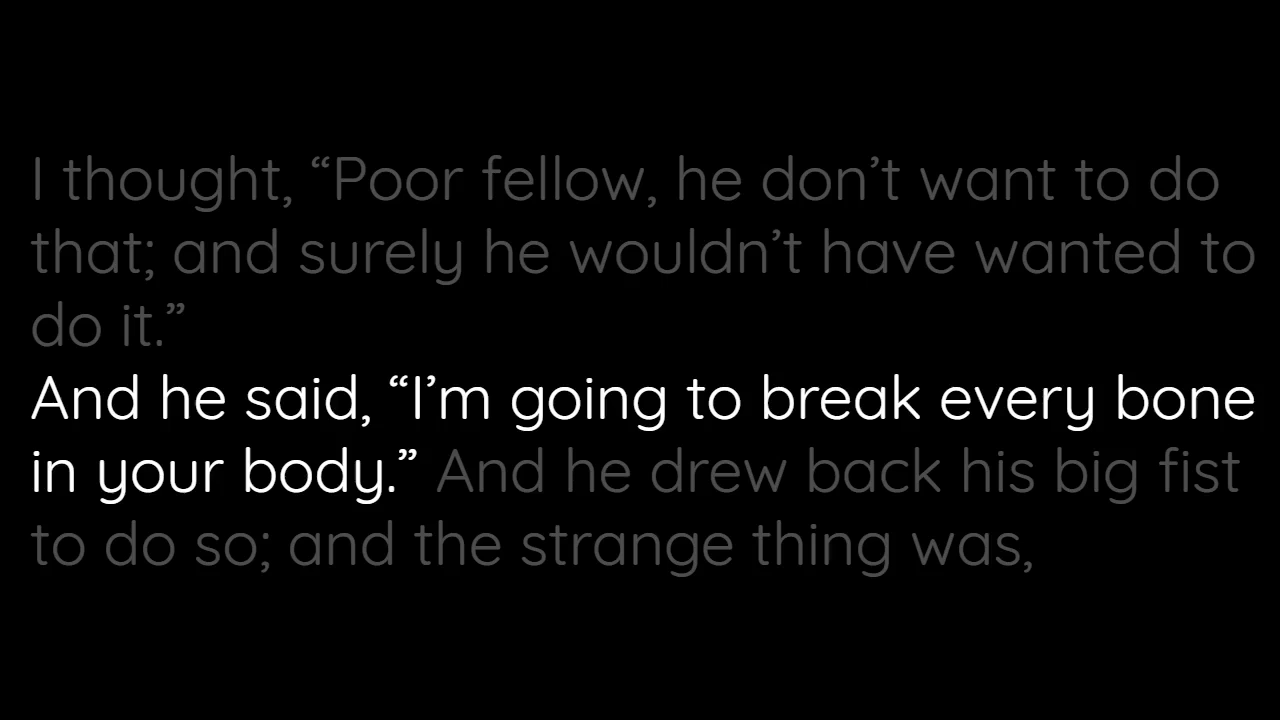 I thought, “Poor fellow, he don’t want to do
that; and surely he wouldn’t have wanted to
do it.”
And he said, “I’m going to break every bone
in your body.” And he drew back his big fist
to do so; and the strange thing was,